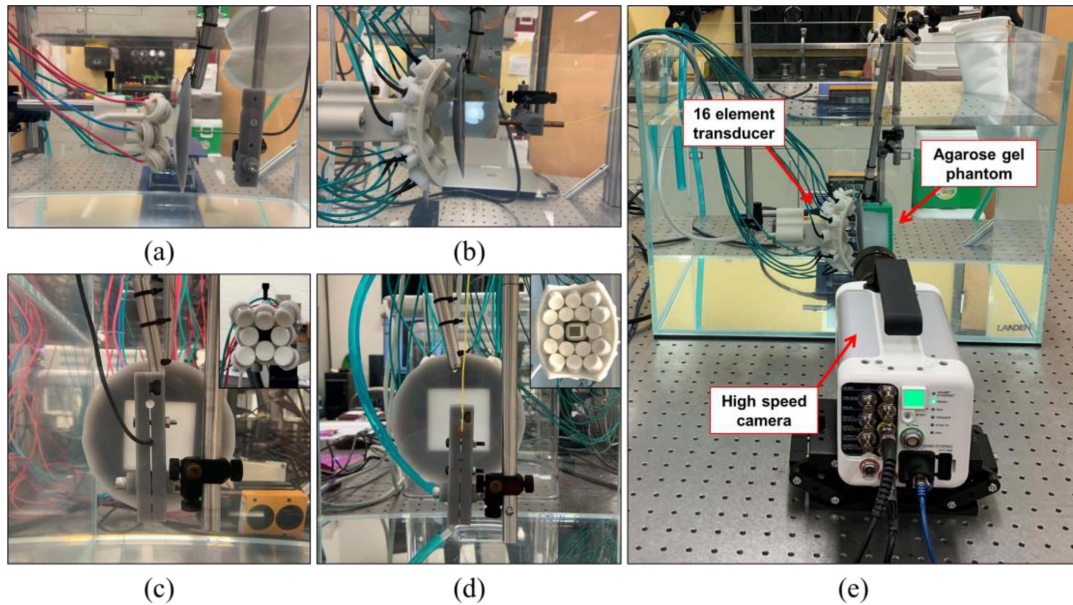 16 element
transducer
Agarose gel
phantom
LANDEN
High speed
camera
(a)
(b)
(c)
(d)
(e)